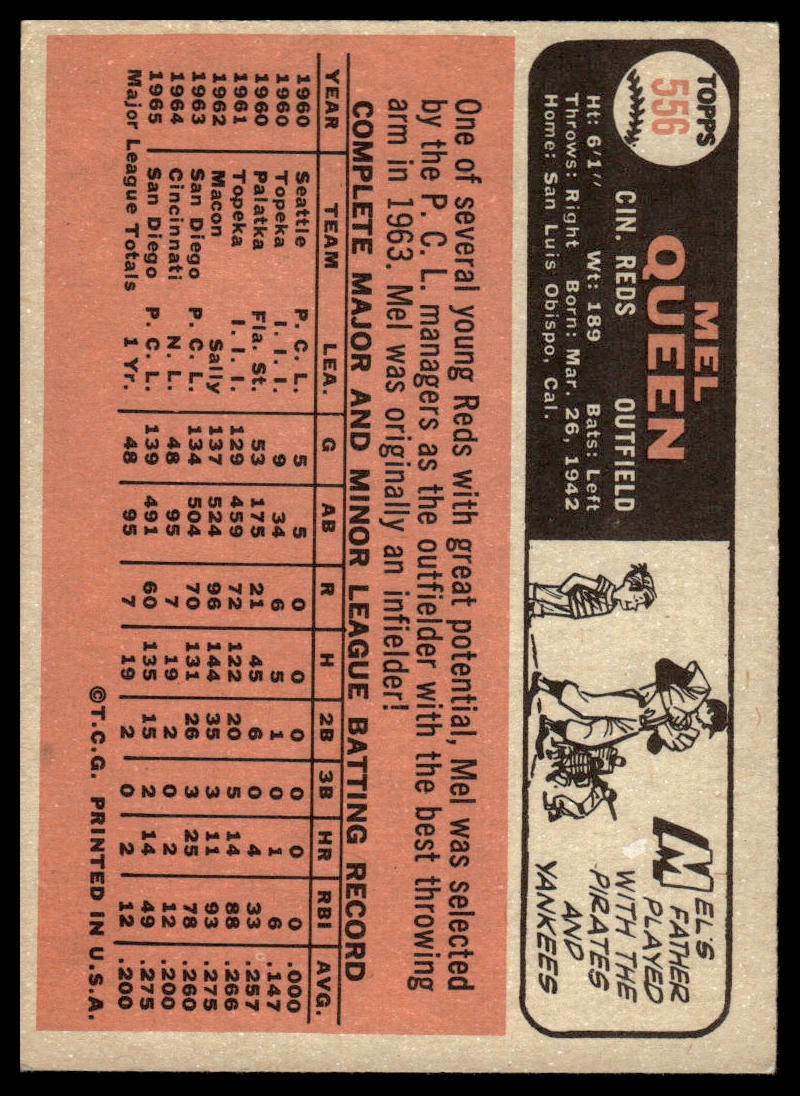 TOPPS
556
MEL
QUEEN
CIN. REDS OUTFIELD
Ht: 6'1" Wt: 189 Bats: Left
Throws: Right Born: Mar. 26, 1942
Home: San Luis Obispo, Cal.
MEL'S
FATHER
PLAYED
WITH THE
PIRATES
AND
YANKEES
One of several young Reds with great potential, Mel was selected
by the P. C. L. managers as the outfielder with the best throwing
arm in 1963. Mel was originally an infielder!
COMPLETE MAJOR AND MINOR LEAGUE BATTING RECORD
YEAR TEAM LEA. G AB R H 2B 3B HR RBI AVG.
1960 Seattle P. C. L. 5 5 0 0 0 0 0 0 .000
1960 Topeka I. I. I. 9 34 6 5 1 0 1 6 .147
1960 Palatka Fla. St. 53 175 21 45 6 0 4 33 .257
1961 Topeka I. I. I. 129 459 72 122 20 5 14 88 .266
1962 Macon Sally 137 524 96 144 35 3 11 93 .275
1963 San Diego P. C. L. 134 504 70 131 26 3 25 78 .260
1964 Cincinnati N. L. 48 95 7 19 2 0 2 12 .200
1965 San Diego P. C. L. 139 491 60 135 15 2 14 49 .275
Major League Totals 1 Yr. 48 95 7 19 2 0 2 12 .200
©T.C.G. PRINTED IN U.S.A.